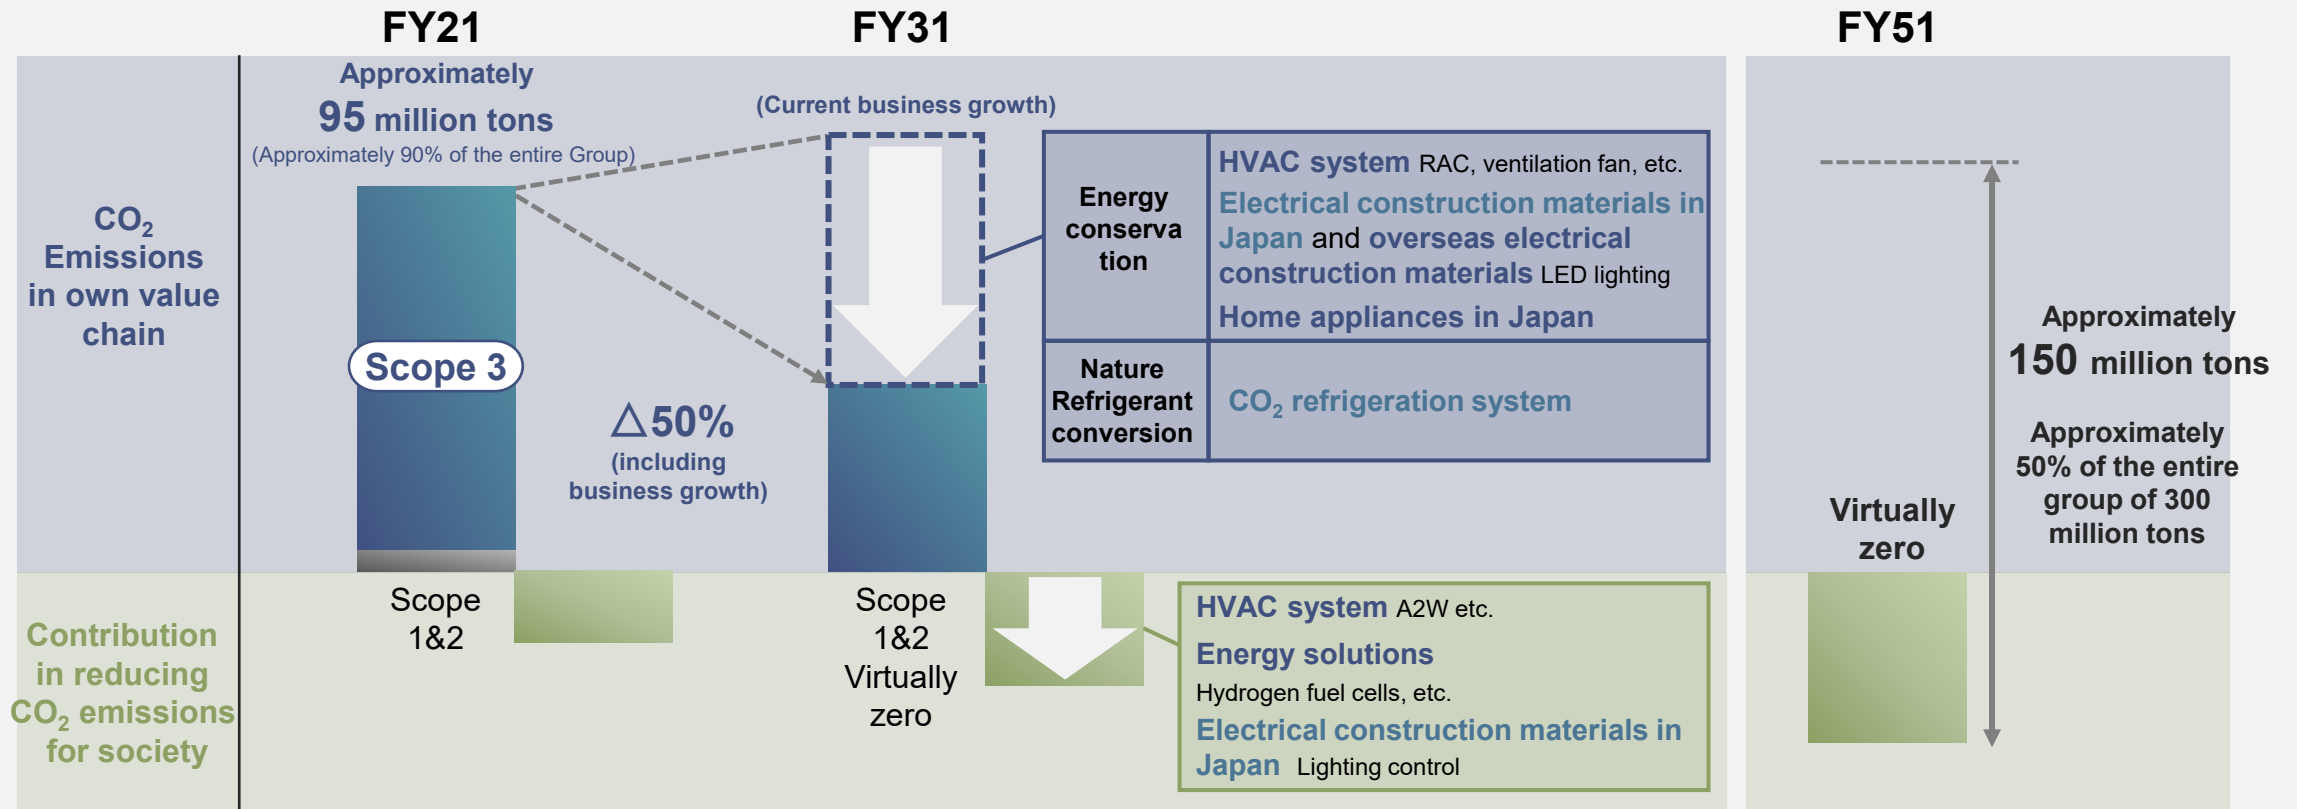 FY21
FY31
FY51
CO2
Emissions
in own value
chain
Approximately
95 million tons
(Approximately 90% of the entire Group)
Scope 3
△50%
(including
business growth)
(Current business growth)
Energy
conserva
tion
HVAC system RAC, ventilation fan, etc.
Electrical construction materials in
Japan and overseas electrical
construction materials LED lighting
Home appliances in Japan
Nature
Refrigerant
conversion
CO2 refrigeration system
Approximately
150 million tons
Approximately
50% of the entire
group of 300
million tons
Virtually
zero
Contribution
in reducing
CO2 emissions
for society
Scope
1&2
Scope
1&2
Virtually
zero
HVAC system A2W etc.
Energy solutions
Hydrogen fuel cells, etc.
Electrical construction materials in
Japan Lighting control